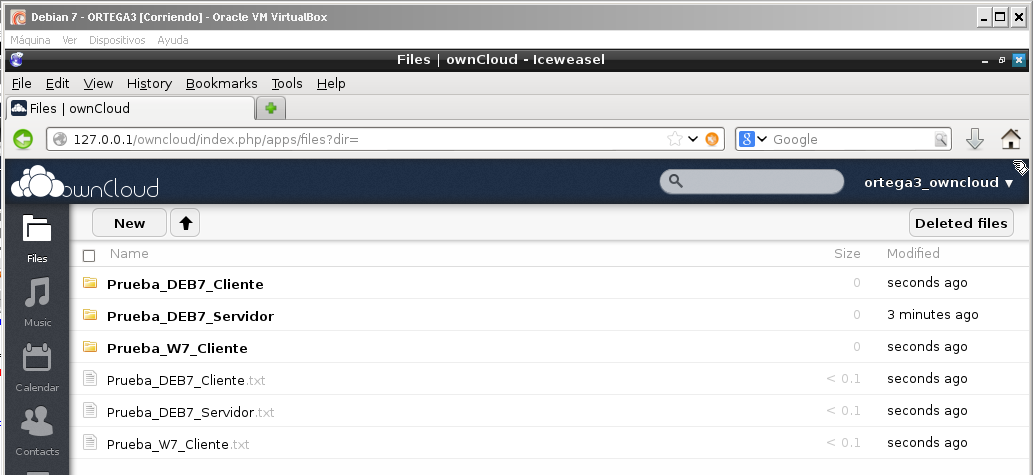 Debian 7 - ORTEGA3 [Corriendo] - Oracle VM VirtualBox
Máquina Ver Dispositivos Ayuda
Files | ownCloud - Iceweasel
File Edit View History Bookmarks Tools Help
Files | ownCloud
127.0.0.1/owncloud/index.php/apps/files?dir= Google
ownCloud ortega3_owncloud ▼
New Deleted files
Files
Music
Calendar
Contacts
Name Size Modified
Prueba_DEB7_Cliente 0 seconds ago
Prueba_DEB7_Servidor 0 3 minutes ago
Prueba_W7_Cliente 0 seconds ago
Prueba_DEB7_Cliente.txt < 0.1 seconds ago
Prueba_DEB7_Servidor.txt < 0.1 seconds ago
Prueba_W7_Cliente.txt < 0.1 seconds ago